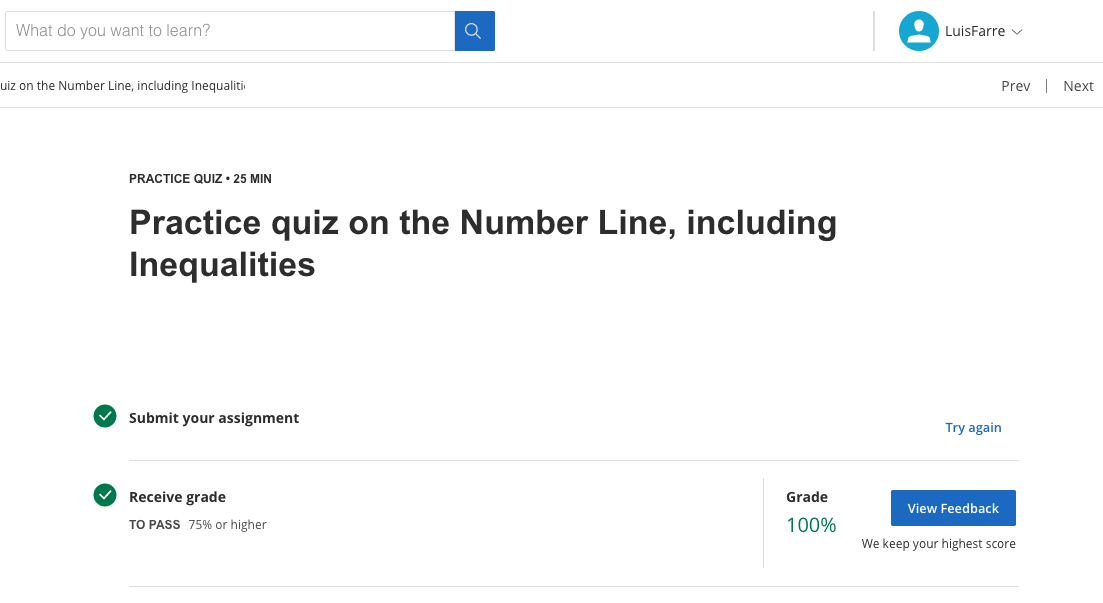 What do you want to learn?
LuisFarre
uiz on the Number Line, including Inequaliti
Prev | Next
PRACTICE QUIZ • 25 MIN
Practice quiz on the Number Line, including
Inequalities
Submit your assignment
Try again
Receive grade
TO PASS 75% or higher
Grade
100%
View Feedback
We keep your highest score